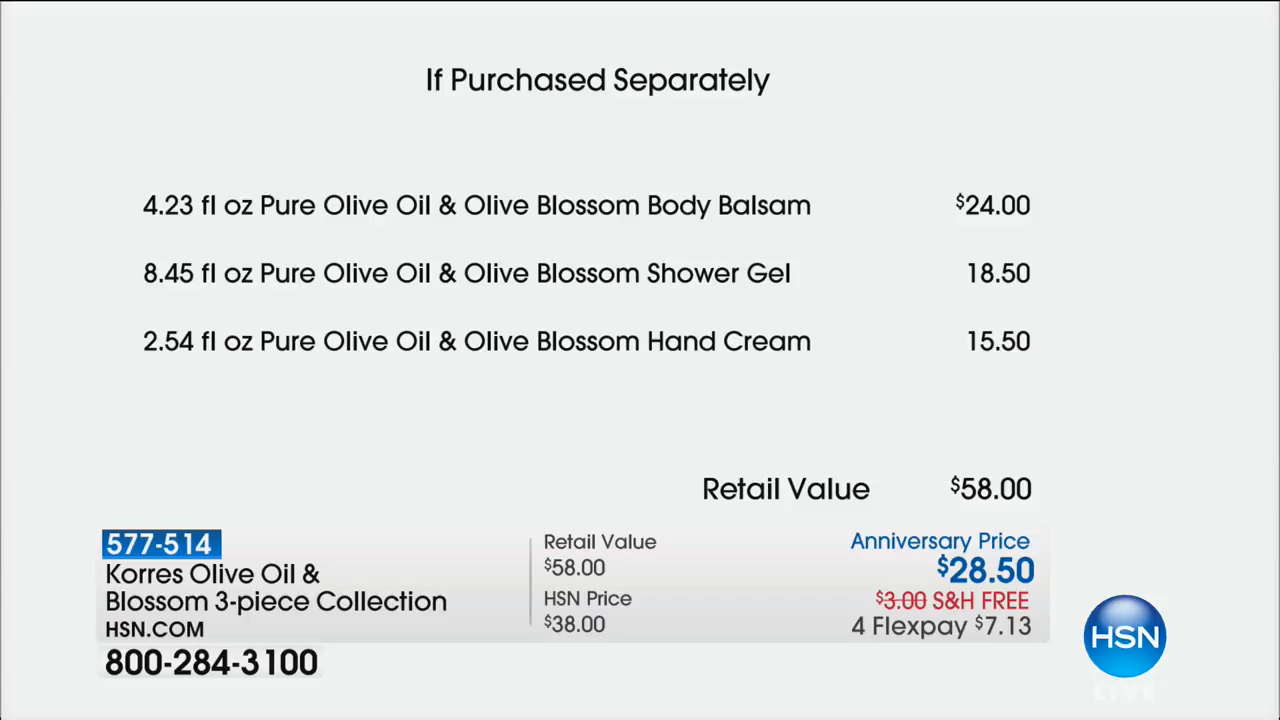 If Purchased Separately
4.23 fl oz Pure Olive Oil & Olive Blossom Body Balsam $24.00
8.45 fl oz Pure Olive Oil & Olive Blossom Shower Gel 18.50
2.54 fl oz Pure Olive Oil & Olive Blossom Hand Cream 15.50
Retail Value $58.00
577-514
Korres Olive Oil &
Blossom 3-piece Collection
HSN.COM
800-284-3100
Retail Value
$58.00
HSN Price
$38.00
Anniversary Price
$28.50
$3.00 S&H FREE
4 Flexpay $7.13
HSN
LIVE